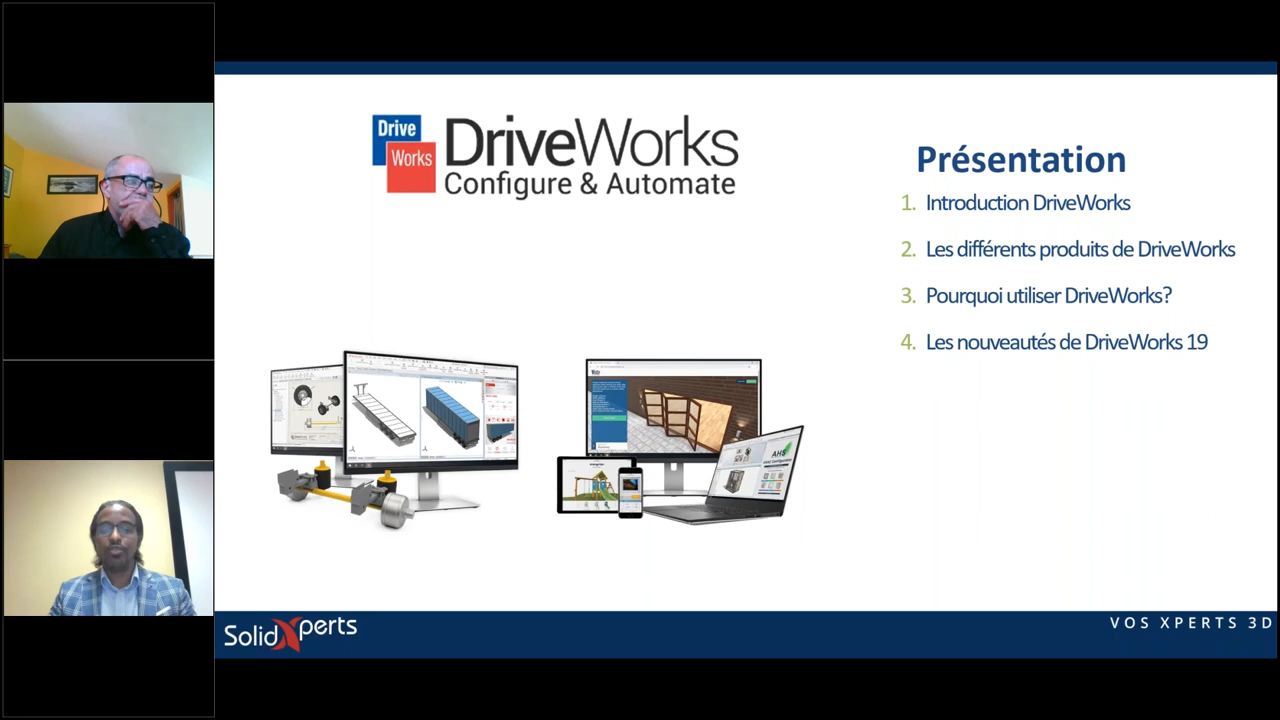 Drive
Works
DriveWorks
Configure & Automate
Présentation
1. Introduction DriveWorks
2. Les différents produits de DriveWorks
3. Pourquoi utiliser DriveWorks?
4. Les nouveautés de DriveWorks 19
AHS
SolidXperts
VOS XPERTS 3D